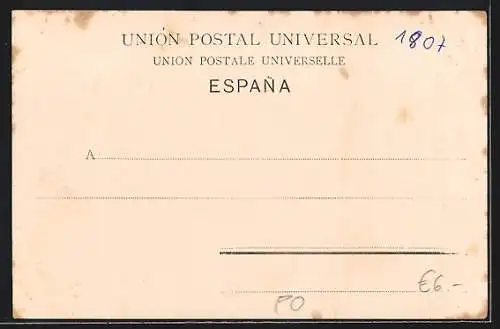 UNIÓN POSTAL UNIVERSAL 1807
UNION POSTALE UNIVERSELLE
ESPAÑA
A
€6.-
PO